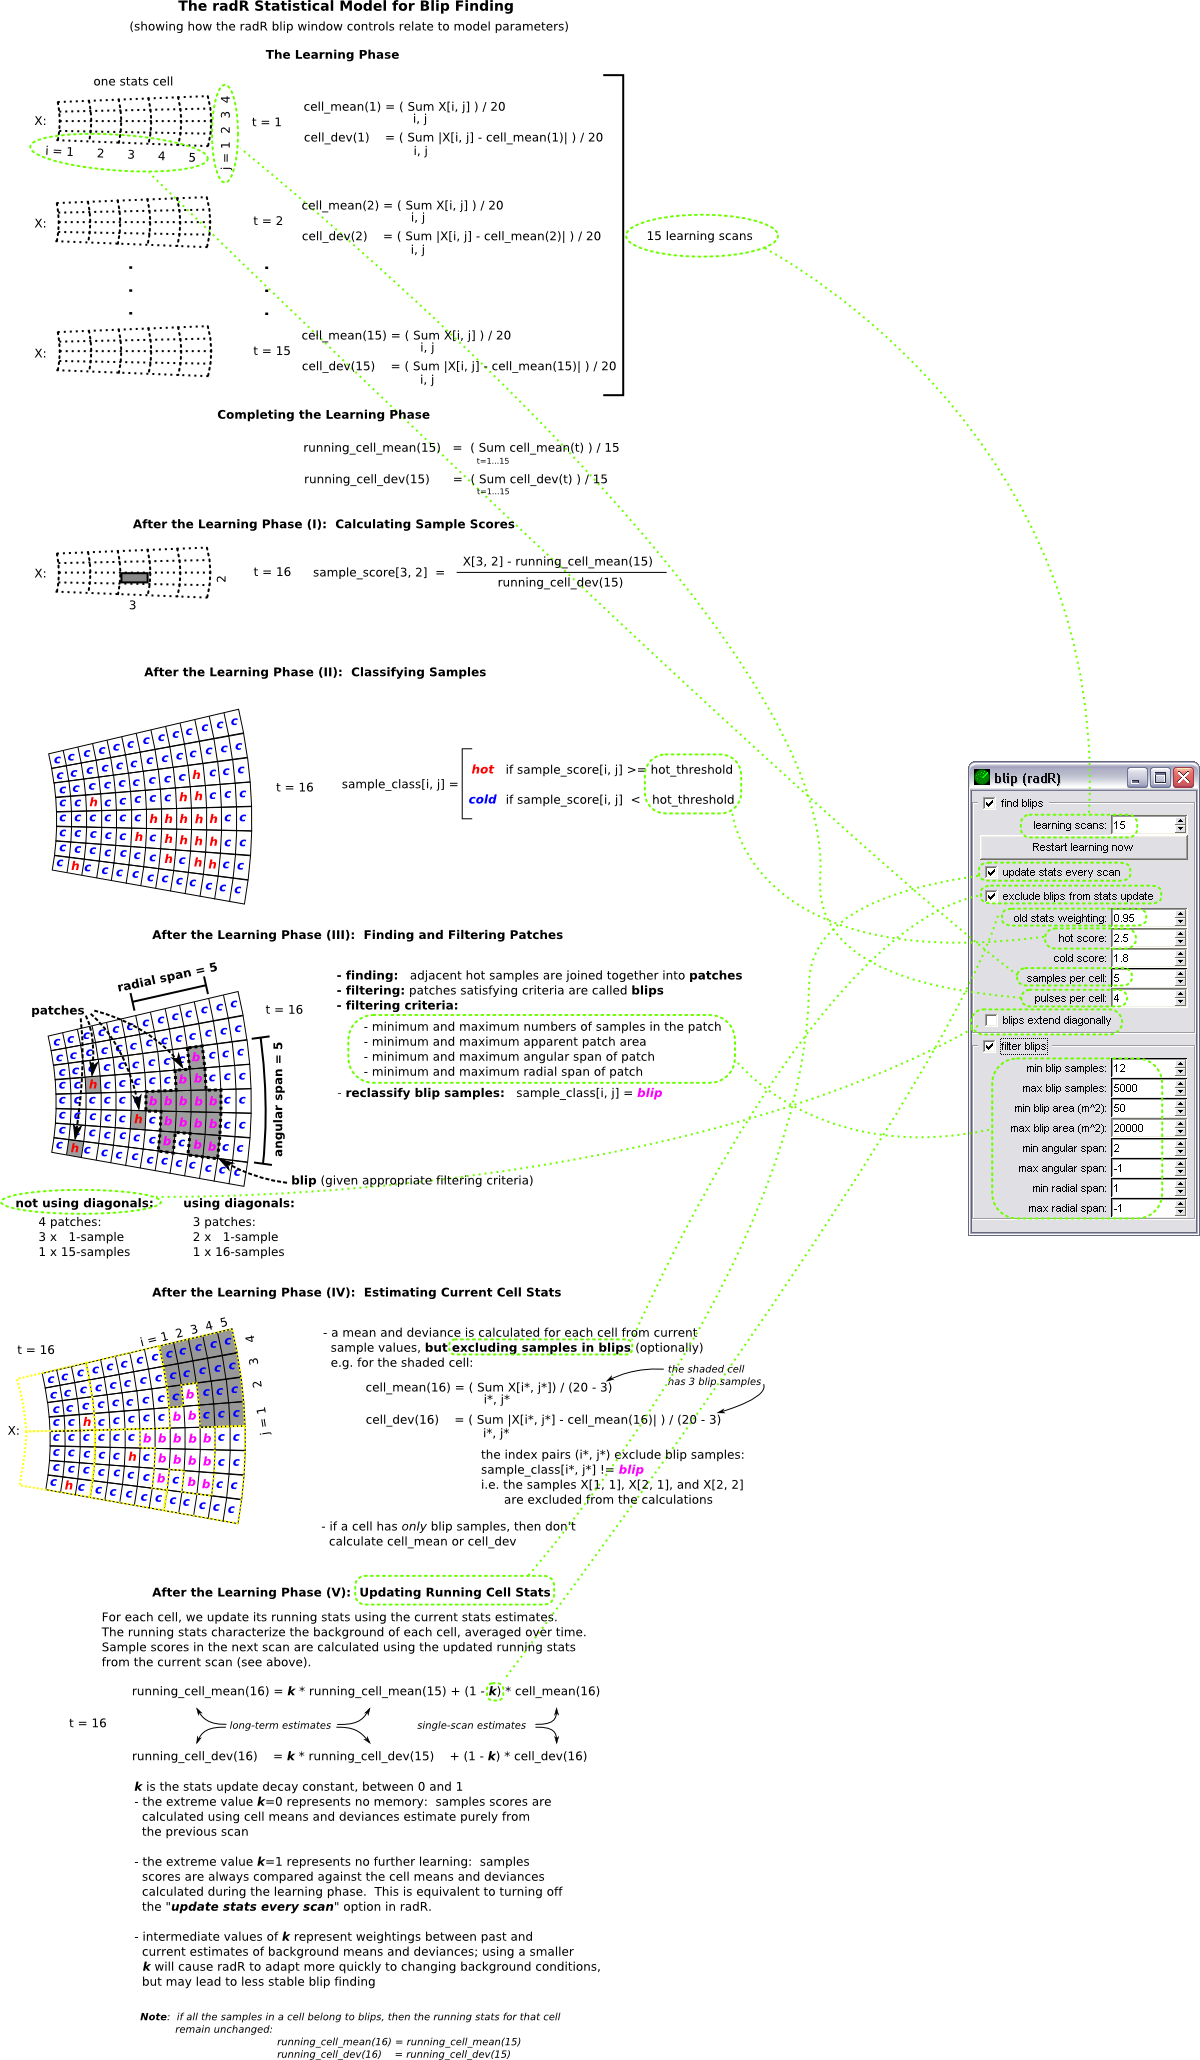 The radR Statistical Model for Blip Finding
(showing how the radR blip window controls relate to model parameters)
The Learning Phase
one stats cell
X:
i = 1 2 3 4 5
j = 1 2 3 4
t = 1
cell_mean(1) = ( Sum X[i, j] ) / 20
i, j
cell_dev(1) = ( Sum |X[i, j] - cell_mean(1)| ) / 20
i, j
X:
t = 2
cell_mean(2) = ( Sum X[i, j] ) / 20
i, j
cell_dev(2) = ( Sum |X[i, j] - cell_mean(2)| ) / 20
i, j
15 learning scans
X:
t = 15
cell_mean(15) = ( Sum X[i, j] ) / 20
i, j
cell_dev(15) = ( Sum |X[i, j] - cell_mean(15)| ) / 20
i, j
Completing the Learning Phase
running_cell_mean(15) = ( Sum cell_mean(t) ) / 15
t=1...15
running_cell_dev(15) = ( Sum cell_dev(t) ) / 15
t=1...15
After the Learning Phase (I): Calculating Sample Scores
X:
3
2
t = 16
sample_score[3, 2] =
X[3, 2] - running_cell_mean(15)
running_cell_dev(15)
After the Learning Phase (II): Classifying Samples
t = 16
sample_class[i, j] =
hot if sample_score[i, j] >= hot_threshold
cold if sample_score[i, j] < hot_threshold
After the Learning Phase (III): Finding and Filtering Patches
radial span = 5
patches
t = 16
angular span = 5
- finding: adjacent hot samples are joined together into patches
- filtering: patches satisfying criteria are called blips
- filtering criteria:
- minimum and maximum numbers of samples in the patch
- minimum and maximum apparent patch area
- minimum and maximum angular span of patch
- minimum and maximum radial span of patch
- reclassify blip samples: sample_class[i, j] = blip
blip (given appropriate filtering criteria)
not using diagonals:
4 patches:
3 x 1-sample
1 x 15-samples
using diagonals:
3 patches:
2 x 1-sample
1 x 16-samples
After the Learning Phase (IV): Estimating Current Cell Stats
t = 16
i = 1 2 3 4 5
j = 1 2 3 4
X:
- a mean and deviance is calculated for each cell from current
sample values, but excluding samples in blips (optionally)
e.g. for the shaded cell:
the shaded cell
has 3 blip samples
cell_mean(16) = ( Sum X[i*, j*]) / (20 - 3)
i*, j*
cell_dev(16) = ( Sum |X[i*, j*] - cell_mean(16)| ) / (20 - 3)
i*, j*
the index pairs (i*, j*) exclude blip samples:
sample_class[i*, j*] != blip
i.e. the samples X[1, 1], X[2, 1], and X[2, 2]
are excluded from the calculations
- if a cell has only blip samples, then don't
calculate cell_mean or cell_dev
After the Learning Phase (V): Updating Running Cell Stats
For each cell, we update its running stats using the current stats estimates.
The running stats characterize the background of each cell, averaged over time.
Sample scores in the next scan are calculated using the updated running stats
from the current scan (see above).
running_cell_mean(16) = k * running_cell_mean(15) + (1 - k) * cell_mean(16)
t = 16
long-term estimates
single-scan estimates
running_cell_dev(16) = k * running_cell_dev(15) + (1 - k) * cell_dev(16)
k is the stats update decay constant, between 0 and 1
- the extreme value k=0 represents no memory: samples scores are
calculated using cell means and deviances estimate purely from
the previous scan
- the extreme value k=1 represents no further learning: samples
scores are always compared against the cell means and deviances
calculated during the learning phase. This is equivalent to turning off
the "update stats every scan" option in radR.
- intermediate values of k represent weightings between past and
current estimates of background means and deviances; using a smaller
k will cause radR to adapt more quickly to changing background conditions,
but may lead to less stable blip finding
Note: if all the samples in a cell belong to blips, then the running stats for that cell
remain unchanged:
running_cell_mean(16) = running_cell_mean(15)
running_cell_dev(16) = running_cell_dev(15)
blip (radR)
find blips
learning scans: 15
Restart learning now
update stats every scan
exclude blips from stats update
old stats weighting: 0.95
hot score: 2.5
cold score: 1.8
samples per cell: 5
pulses per cell: 4
blips extend diagonally
filter blips
min blip samples: 12
max blip samples: 5000
min blip area (m^2): 50
max blip area (m^2): 20000
min angular span: 2
max angular span: -1
min radial span: 1
max radial span: -1